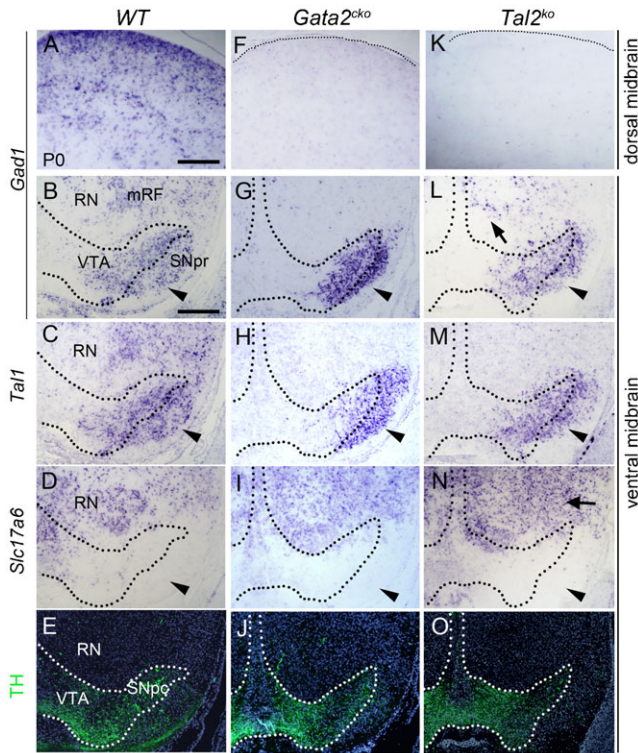 WT Gata2cko Tal2ko
A F K
P0
Gad1
dorsal midbrain
B RN mRF VTA SNpr G L
C RN H M
Tal1
ventral midbrain
D RN I N
Slc17a6
E RN VTA SNpc J O
TH